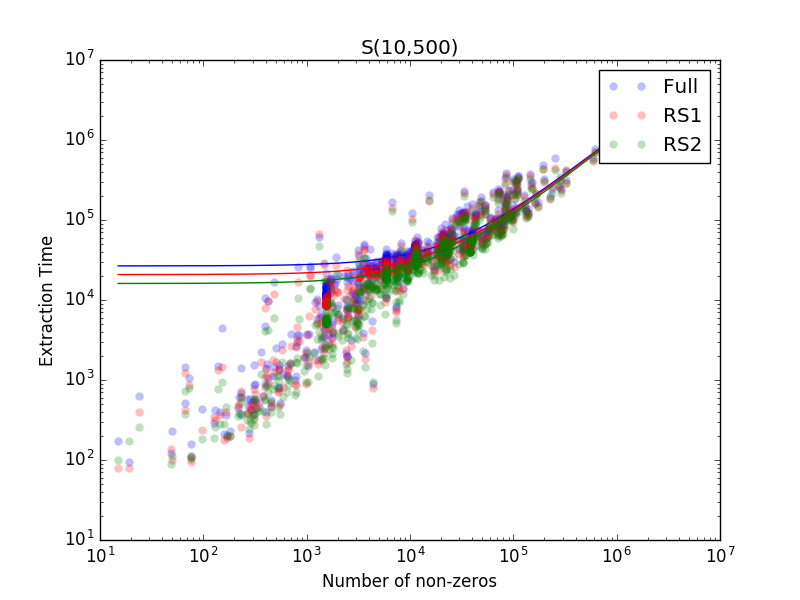 S(10,500)
10^7
10^6
10^5
10^4
10^3
10^2
10^1
Extraction Time
Full
RS1
RS2
10^1 10^2 10^3 10^4 10^5 10^6 10^7
Number of non-zeros